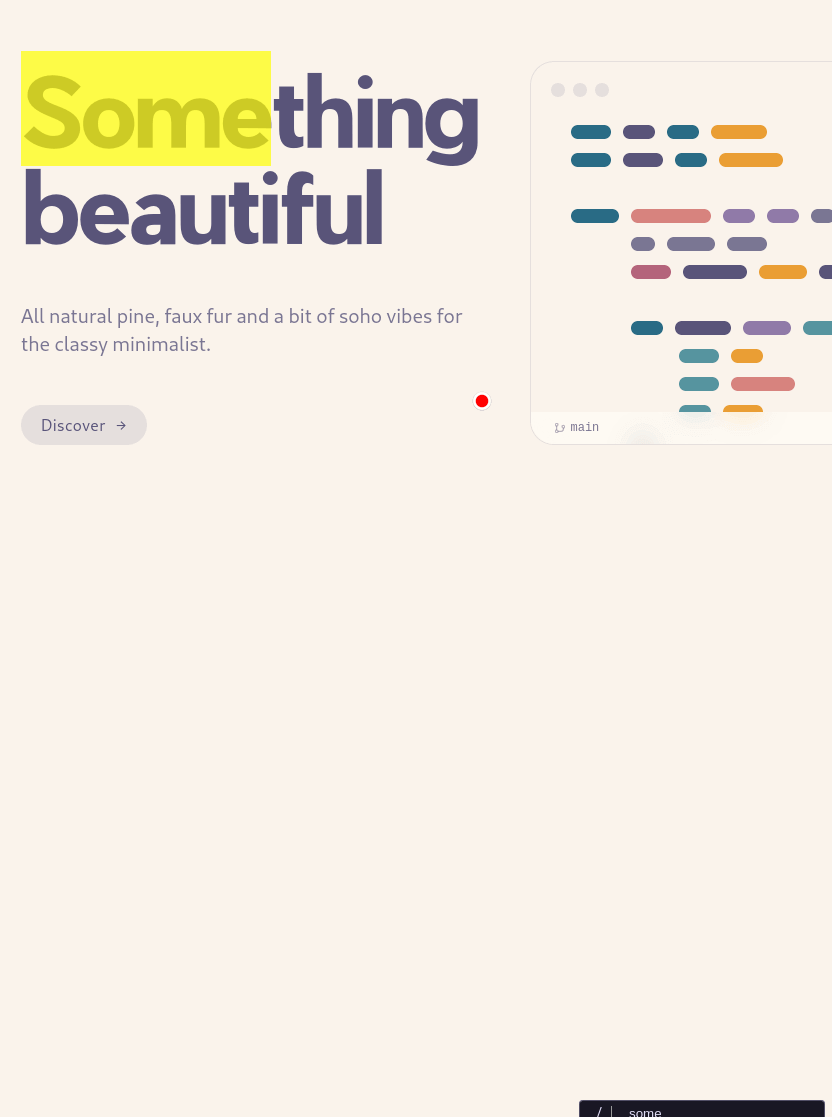 Something
beautiful
All natural pine, faux fur and a bit of soho vibes for
the classy minimalist.
Discover →
main
/ some